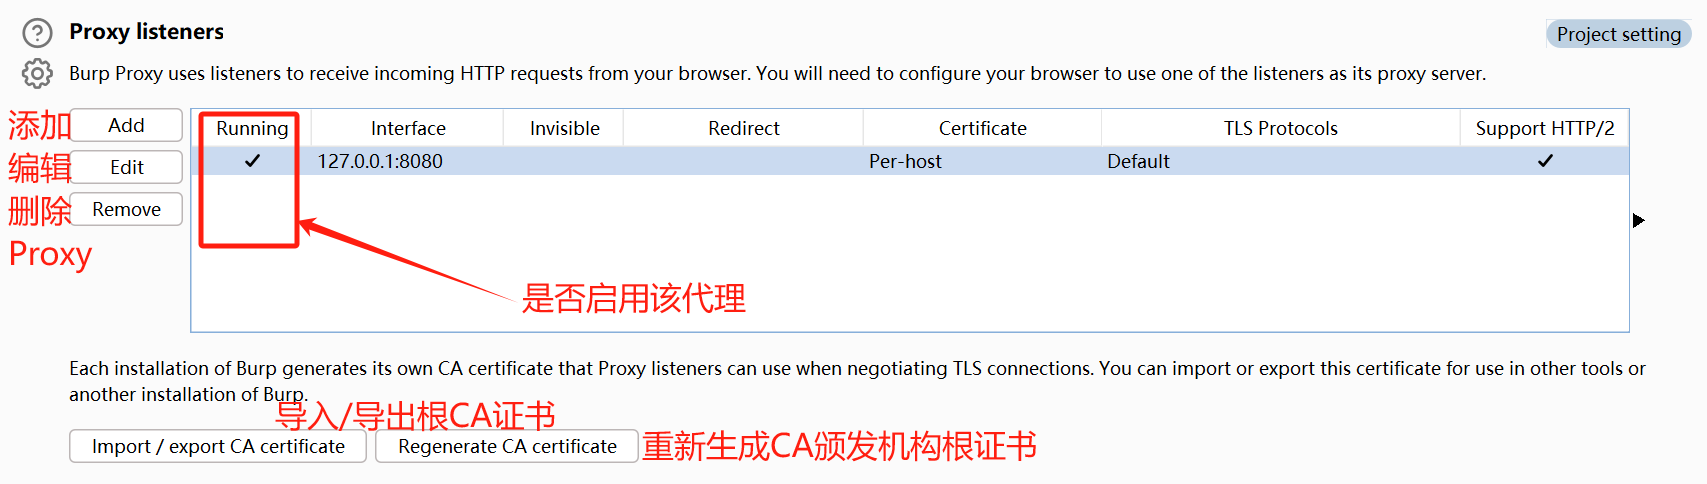 Proxy listeners
Project setting
Burp Proxy uses listeners to receive incoming HTTP requests from your browser. You will need to configure your browser to use one of the listeners as its proxy server.
添加 Add
编辑 Edit
删除 Remove
Proxy
Running Interface Invisible Redirect Certificate TLS Protocols Support HTTP/2
127.0.0.1:8080 Per-host Default
是否启用该代理
Each installation of Burp generates its own CA certificate that Proxy listeners can use when negotiating TLS connections. You can import or export this certificate for use in other tools or
another installation of Burp.
导入/导出根CA证书
Import / export CA certificate Regenerate CA certificate 重新生成CA颁发机构根证书